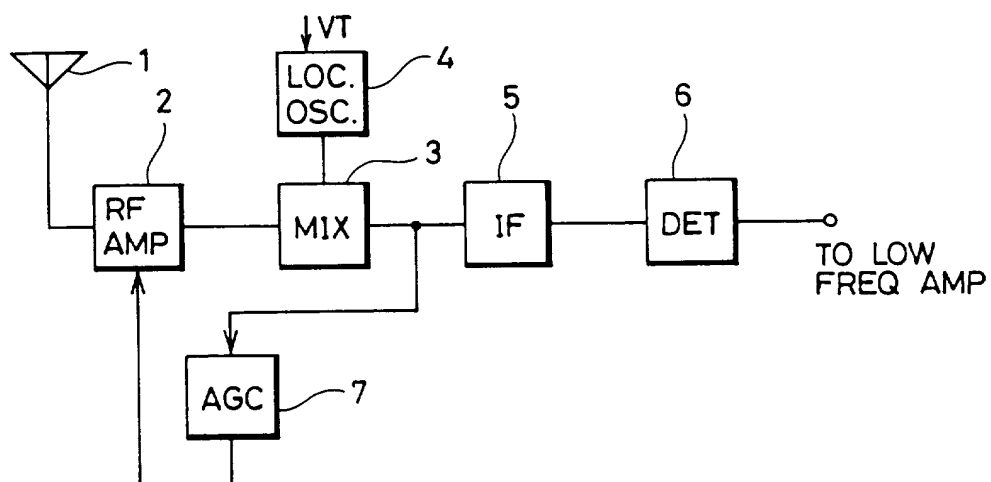 VT
1
LOC.
OSC.
4
2
3
5
6
RF
AMP
MIX
IF
DET
TO LOW
FREQ AMP
AGC
7